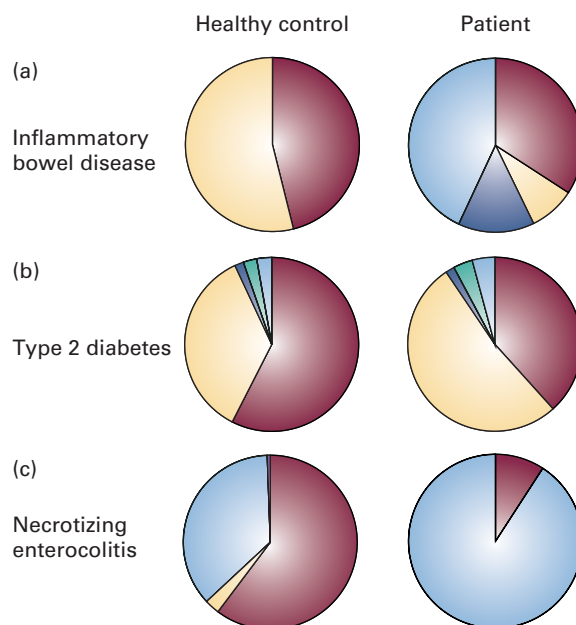 Healthy control Patient
(a)
Inflammatory
bowel disease
(b)
Type 2 diabetes
(c)
Necrotizing
enterocolitis